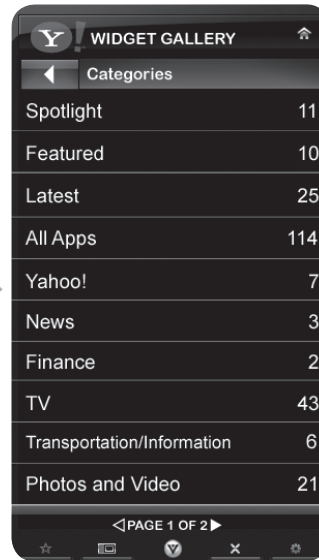 Y! WIDGET GALLERY
Categories
Spotlight 11
Featured 10
Latest 25
All Apps 114
Yahoo! 7
News 3
Finance 2
TV 43
Transportation/Information 6
Photos and Video 21
PAGE 1 OF 2